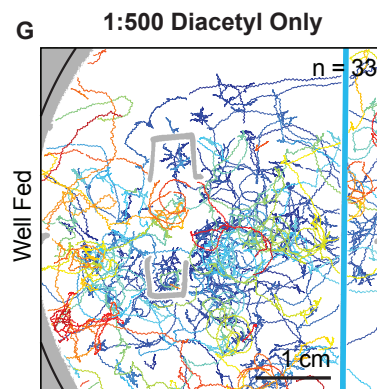 G
1:500 Diacetyl Only
n = 33
Well Fed
1 cm